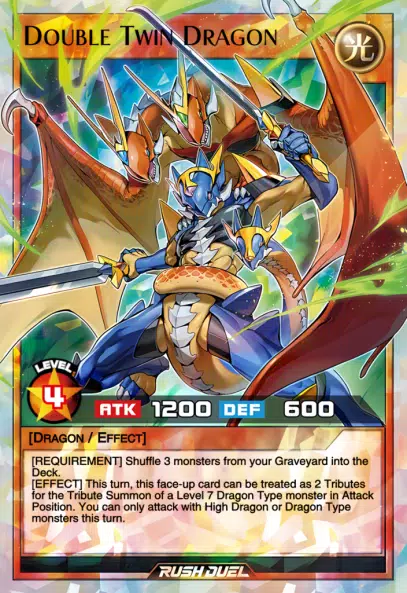 DOUBLE TWIN DRAGON
光
LEVEL
4
ATK 1200 DEF 600
[DRAGON / EFFECT]
[REQUIREMENT] Shuffle 3 monsters from your Graveyard into the
Deck.
[EFFECT] This turn, this face-up card can be treated as 2 Tributes
for the Tribute Summon of a Level 7 Dragon Type monster in Attack
Position. You can only attack with High Dragon or Dragon Type
monsters this turn.
RUSH DUEL